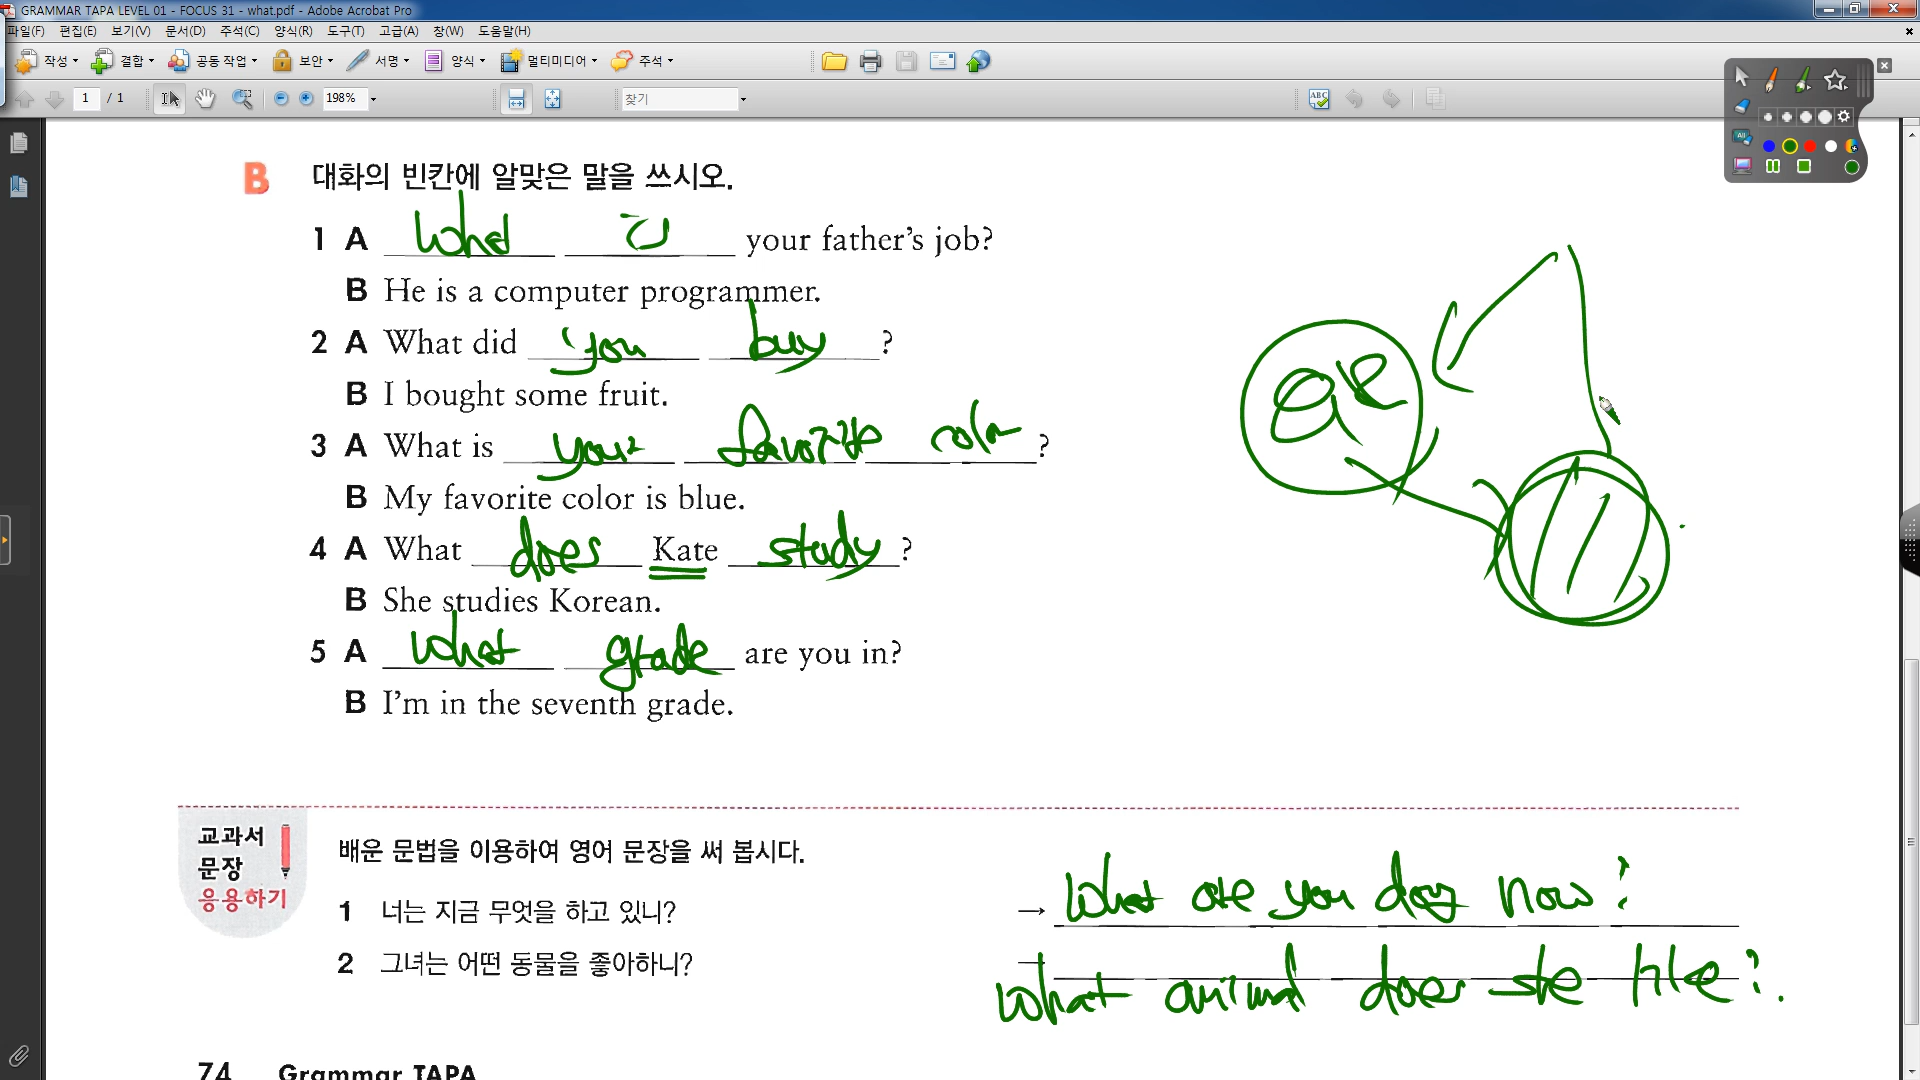 GRAMMAR TAPA LEVEL 01 - FOCUS 31 - what.pdf - Adobe Acrobat Pro
파일(F) 편집(E) 보기(V) 문서(D) 주석(C) 양식(R) 도구(T) 고급(A) 창(W) 도움말(H)
작성 결합 공동 작업 보안 서명 양식 멀티미디어 주석
1 / 1 198% 찾기
B 대화의 빈칸에 알맞은 말을 쓰시오.
1 A what is your father's job?
B He is a computer programmer.
2 A What did you buy ?
B I bought some fruit.
3 A What is your favorite color ?
B My favorite color is blue.
4 A What does Kate study ?
B She studies Korean.
5 A what grade are you in?
B I'm in the seventh grade.
교과서
문장
응용하기
배운 문법을 이용하여 영어 문장을 써 봅시다.
1 너는 지금 무엇을 하고 있니? → What are you doing now?
2 그녀는 어떤 동물을 좋아하니? → What animal does she like?
74 Grammar TAPA